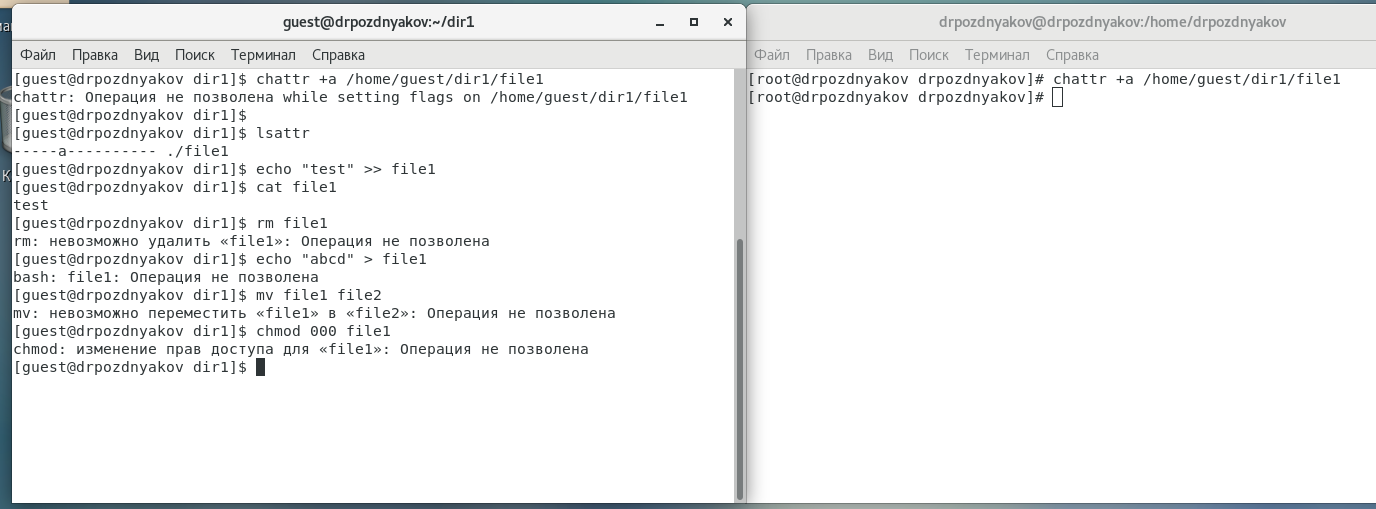 guest@drpozdnyakov:~/dir1
Файл Правка Вид Поиск Терминал Справка
[guest@drpozdnyakov dir1]$ chattr +a /home/guest/dir1/file1
chattr: Операция не позволена while setting flags on /home/guest/dir1/file1
[guest@drpozdnyakov dir1]$
[guest@drpozdnyakov dir1]$ lsattr
-----a---------- ./file1
[guest@drpozdnyakov dir1]$ echo "test" >> file1
[guest@drpozdnyakov dir1]$ cat file1
test
[guest@drpozdnyakov dir1]$ rm file1
rm: невозможно удалить «file1»: Операция не позволена
[guest@drpozdnyakov dir1]$ echo "abcd" > file1
bash: file1: Операция не позволена
[guest@drpozdnyakov dir1]$ mv file1 file2
mv: невозможно переместить «file1» в «file2»: Операция не позволена
[guest@drpozdnyakov dir1]$ chmod 000 file1
chmod: изменение прав доступа для «file1»: Операция не позволена
[guest@drpozdnyakov dir1]$
drpozdnyakov@drpozdnyakov:/home/drpozdnyakov
Файл Правка Вид Поиск Терминал Справка
[root@drpozdnyakov drpozdnyakov]# chattr +a /home/guest/dir1/file1
[root@drpozdnyakov drpozdnyakov]#